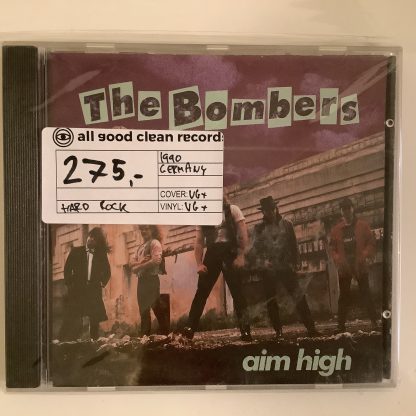 The Bombers
all good clean records
275,-
1990
GERMANY
COVER: VG+
HARD ROCK
VINYL: VG+
aim high